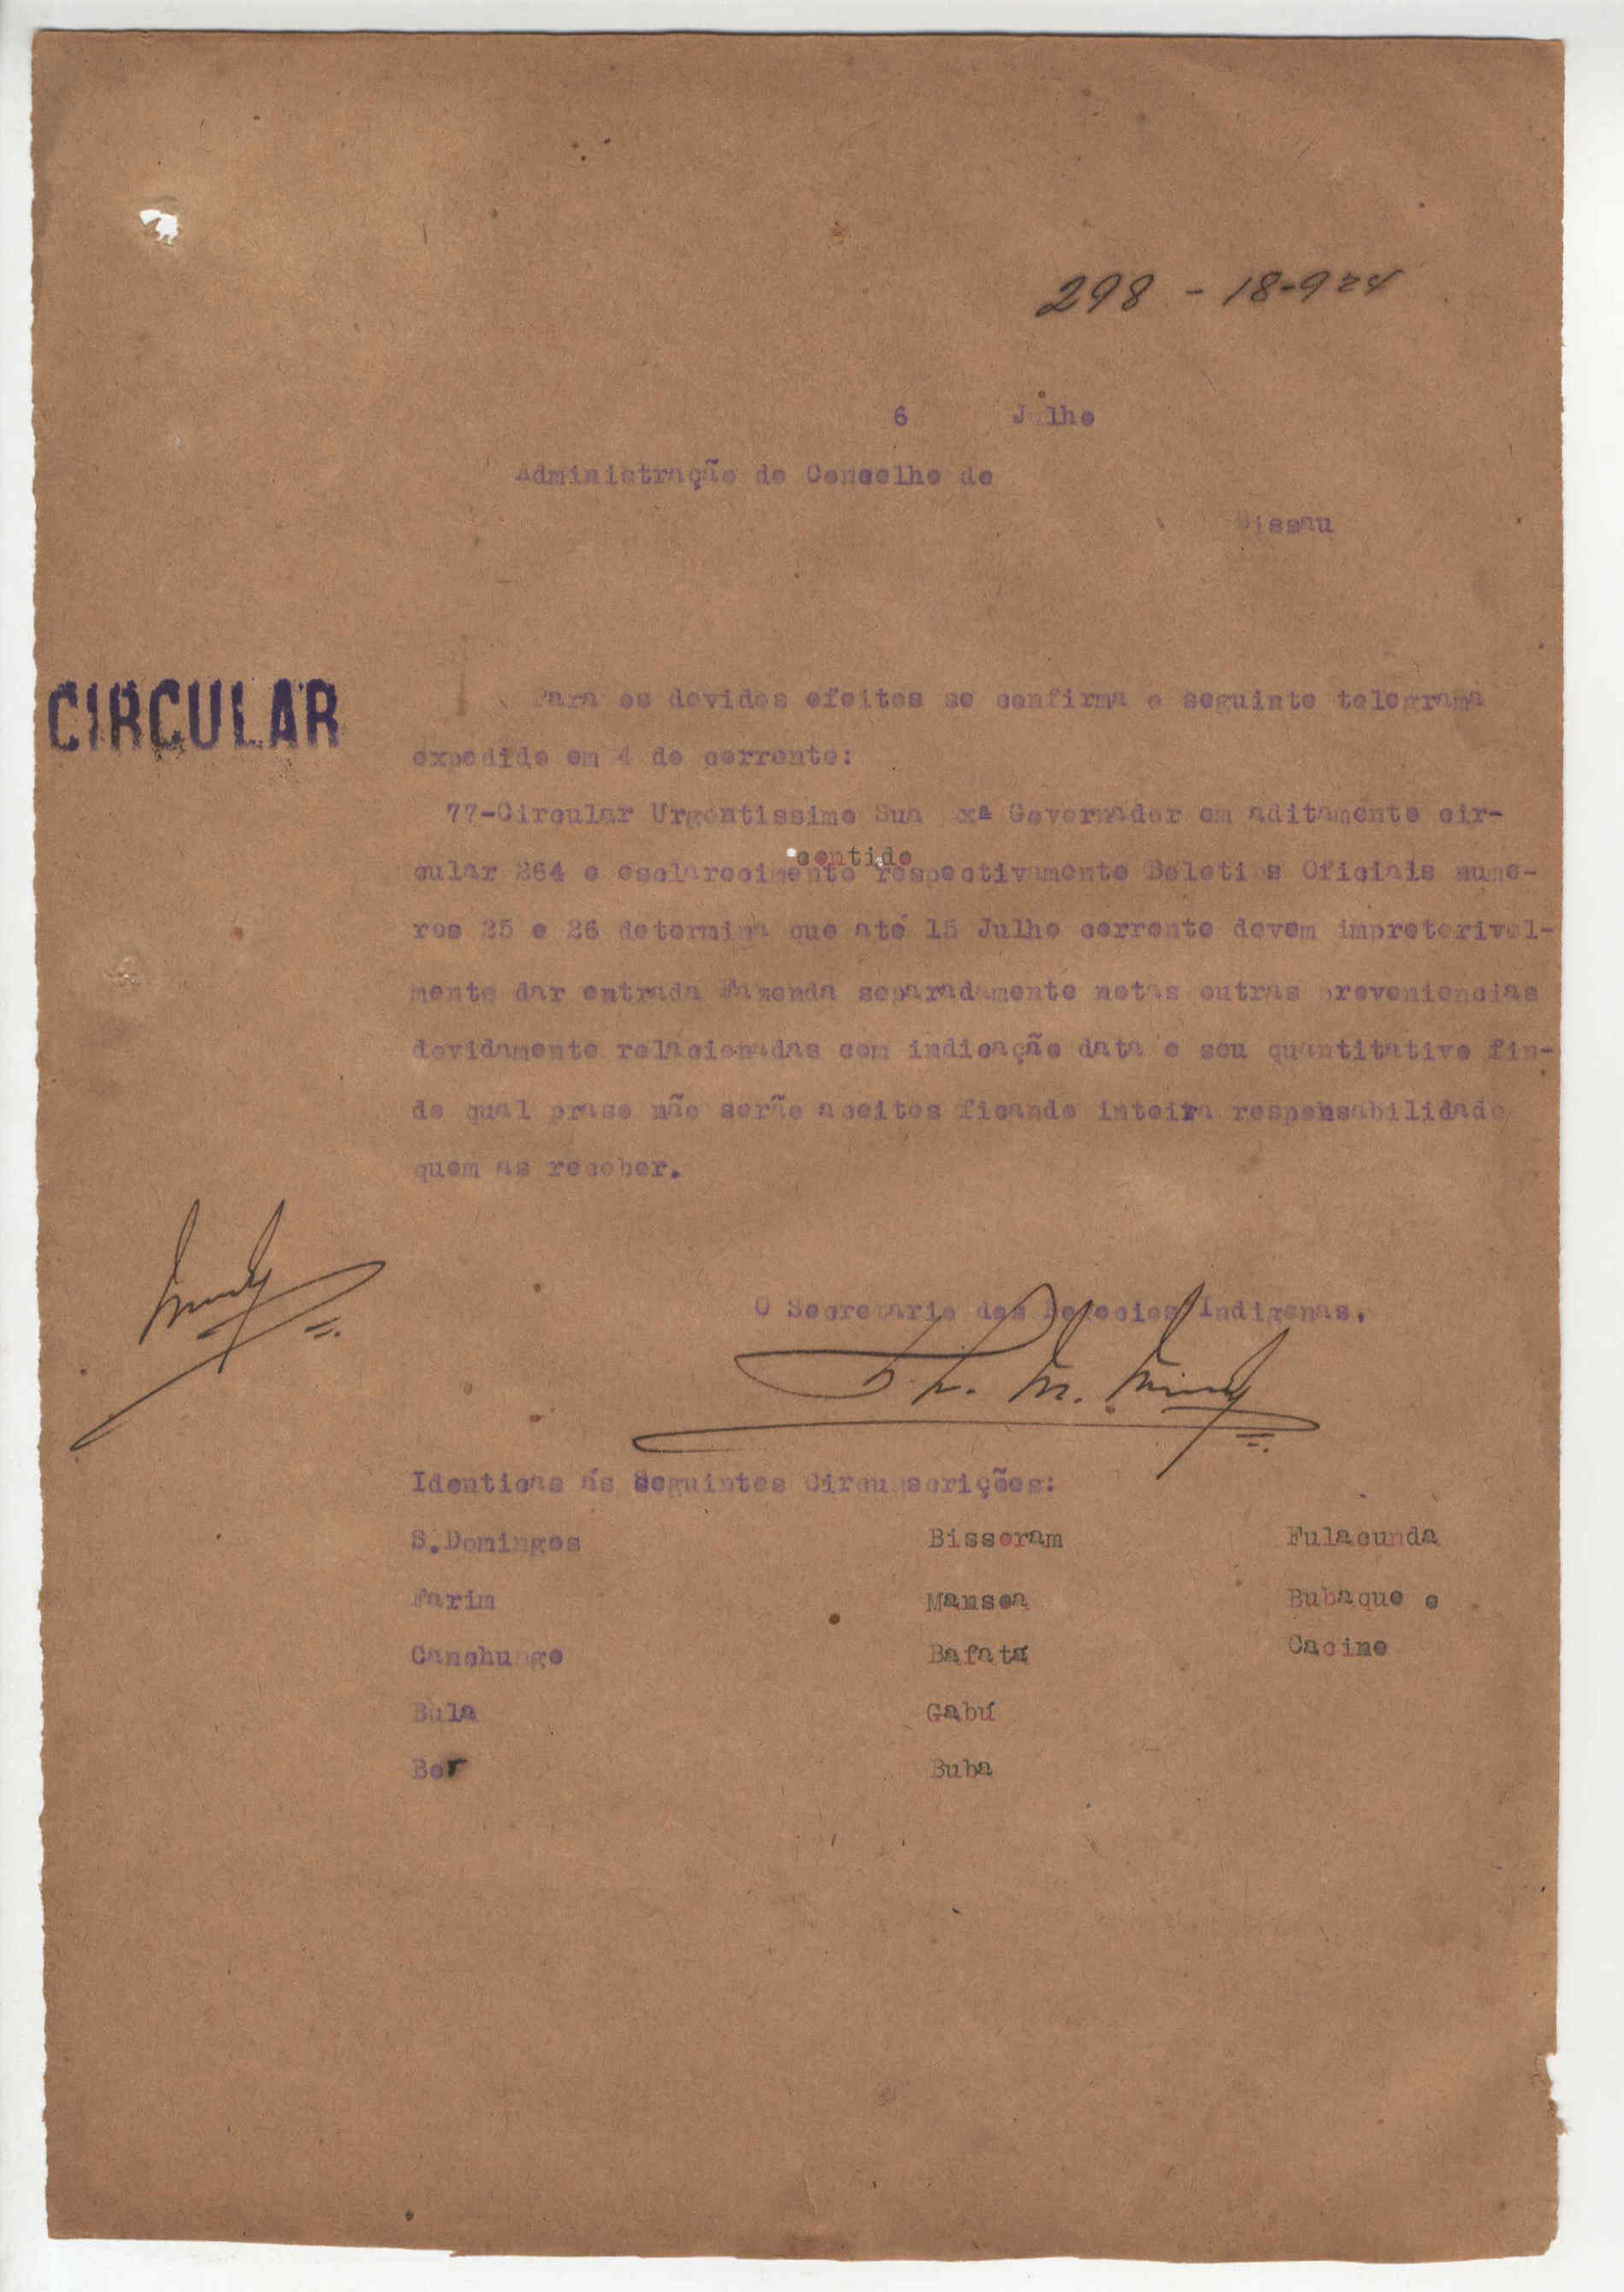 298 - 18-924
6 Julho
Administração do Concelho de
Bissau
CIRCULAR
Para os devidos efeitos se confirma o seguinte telegrama
expedido em 4 do corrente:
77-Circular Urgentissimo Sua xª Governador em aditamento cir-
contido
cular 264 e esclarecimento respectivamente Boletins Oficiais nume-
ros 25 e 26 determina que até 15 Julho corrente devem impreterivel-
mente dar entrada Fazenda separadamente notas outras proveniencias
devidamente relacionadas com indicação data e seu quantitativo fin-
do qual praso não serão aceites ficando inteira responsabilidade
quem as receber.
O Secretario dos Negocios Indigenas,
Identicas ás Seguintes Circunscrições:
S.Domingos Bissoram Fulacunda
Farim Mansoa Bubaque e
Canchungo Bafatá Cacine
Bula Gabú
Bor Buba